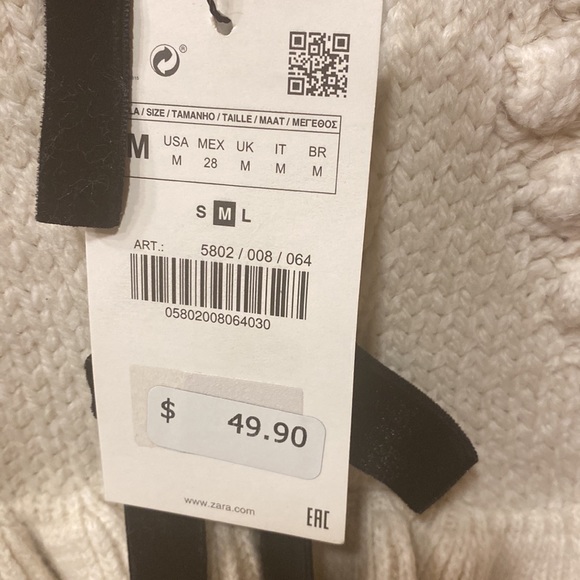 ®
/ SIZE / TAMANHO / TAILLE / MAAT / ΜΕΓΕΘΟΣ
M USA MEX UK IT BR
M 28 M M M
S M L
ART.: 5802 / 008 / 064
05802008064030
$ 49.90
www.zara.com
EAC